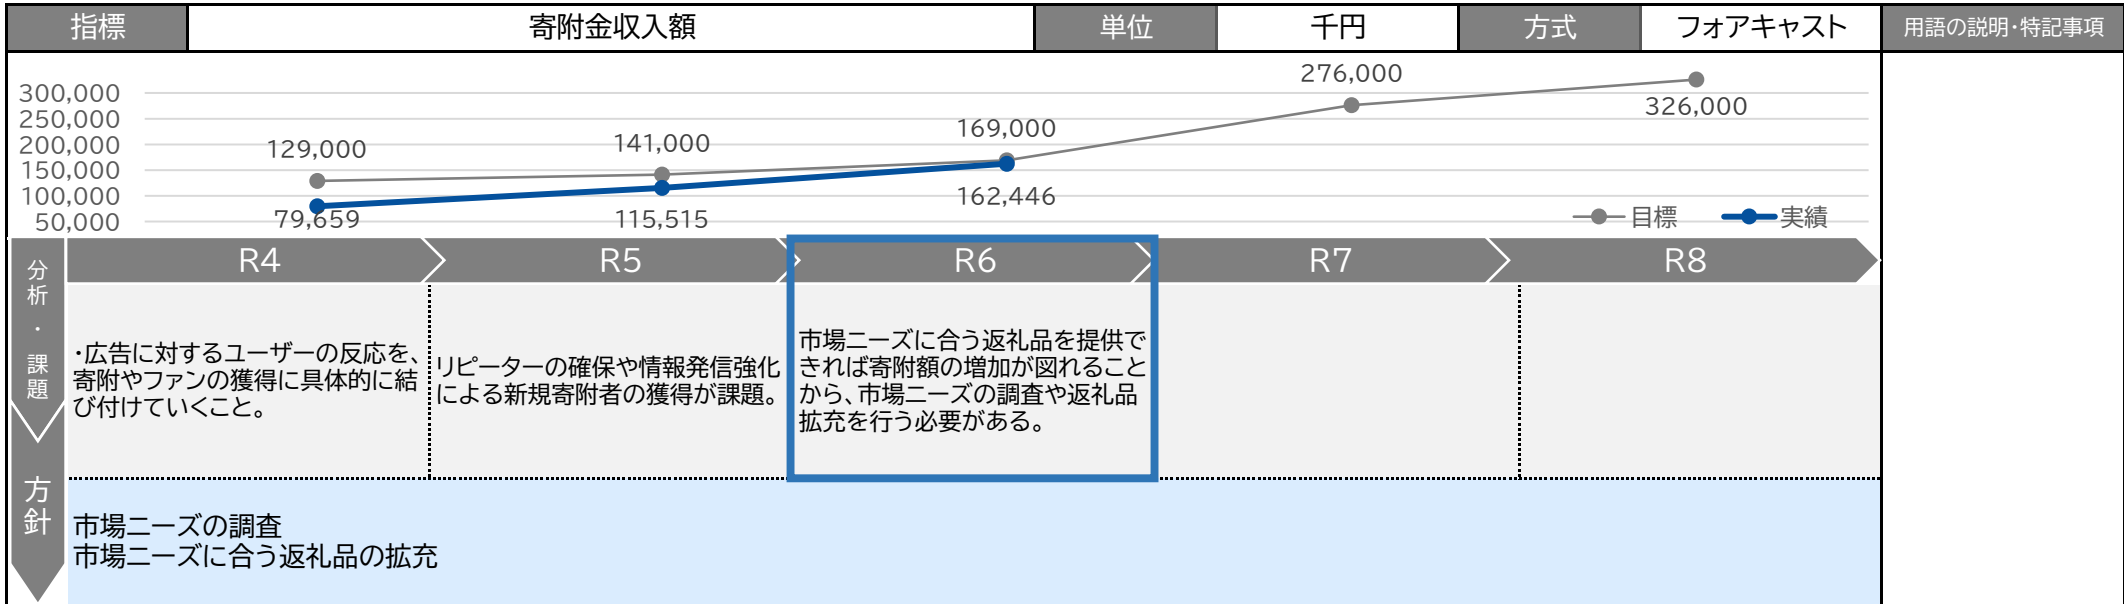 指標 寄附金収入額 単位 千円 方式 フォアキャスト 用語の説明・特記事項
276,000
300,000
326,000
250,000
169,000
200,000
129,000 141,000
150,000
100,000
162,446
50,000
79,659 115,515
目標 実績
R4 R5 R6 R7 R8
分析・課題
・広告に対するユーザーの反応を、
寄附やファンの獲得に具体的に結
び付けていくこと。
リピーターの確保や情報発信強化
による新規寄附者の獲得が課題。
市場ニーズに合う返礼品を提供で
きれば寄附額の増加が図れること
から、市場ニーズの調査や返礼品
拡充を行う必要がある。
方針
市場ニーズの調査
市場ニーズに合う返礼品の拡充